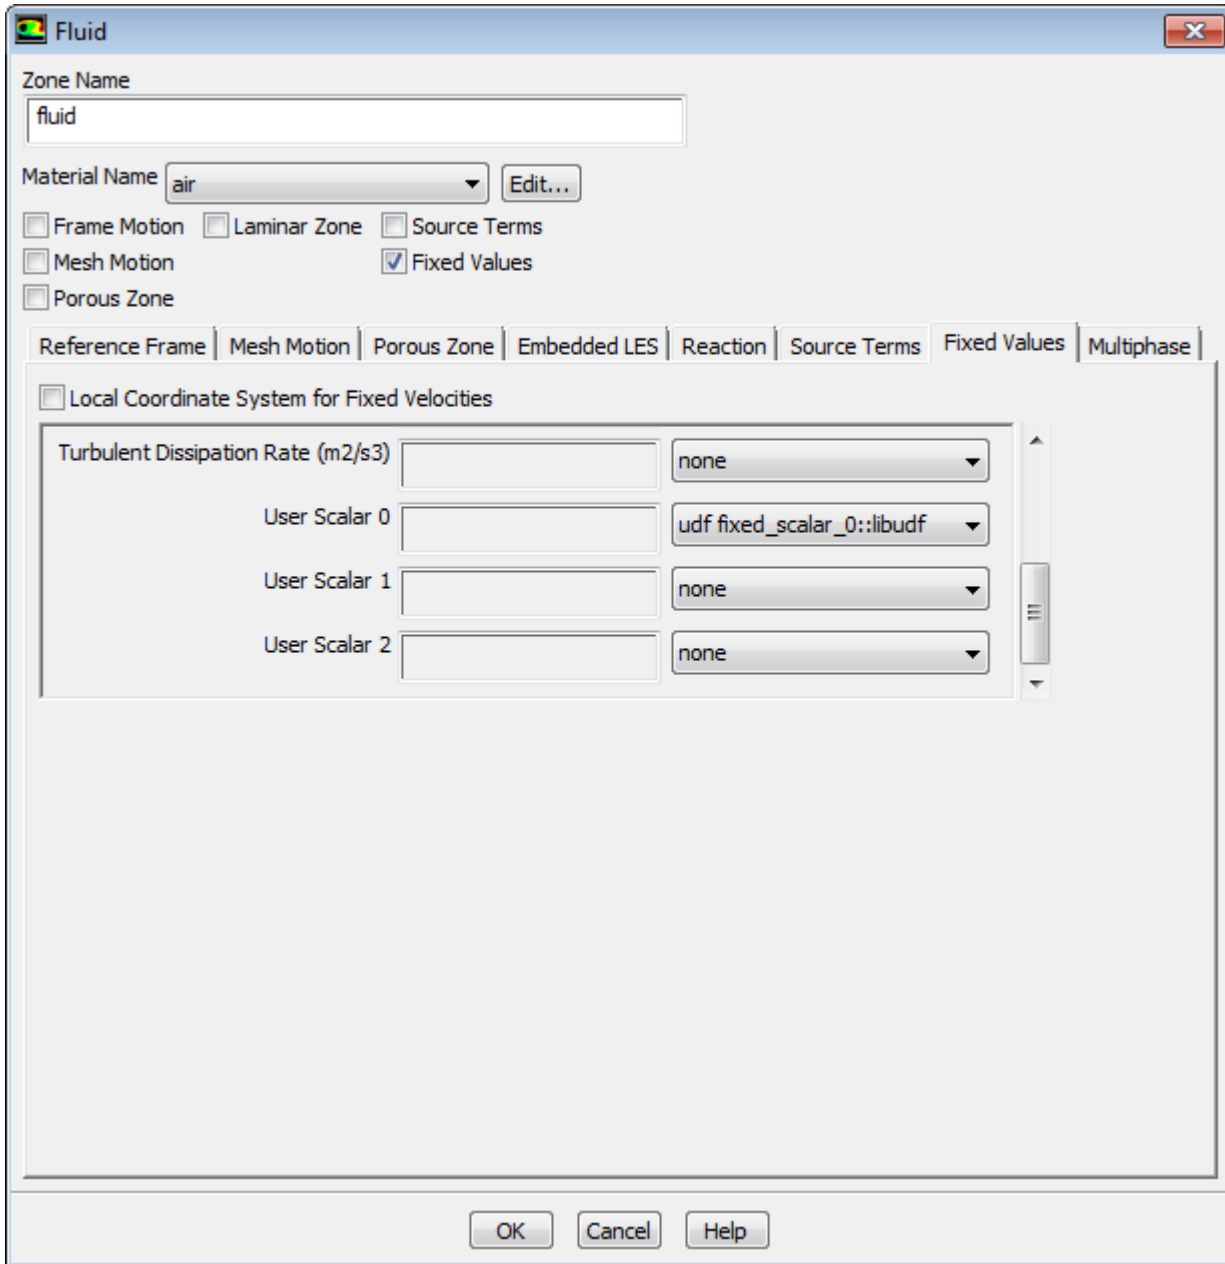 Fluid
Zone Name
fluid
Material Name air Edit...
Frame Motion Laminar Zone Source Terms
Mesh Motion Fixed Values
Porous Zone
Reference Frame Mesh Motion Porous Zone Embedded LES Reaction Source Terms Fixed Values Multiphase
Local Coordinate System for Fixed Velocities
Turbulent Dissipation Rate (m2/s3) none
User Scalar 0 udf fixed_scalar_0::libudf
User Scalar 1 none
User Scalar 2 none
OK Cancel Help